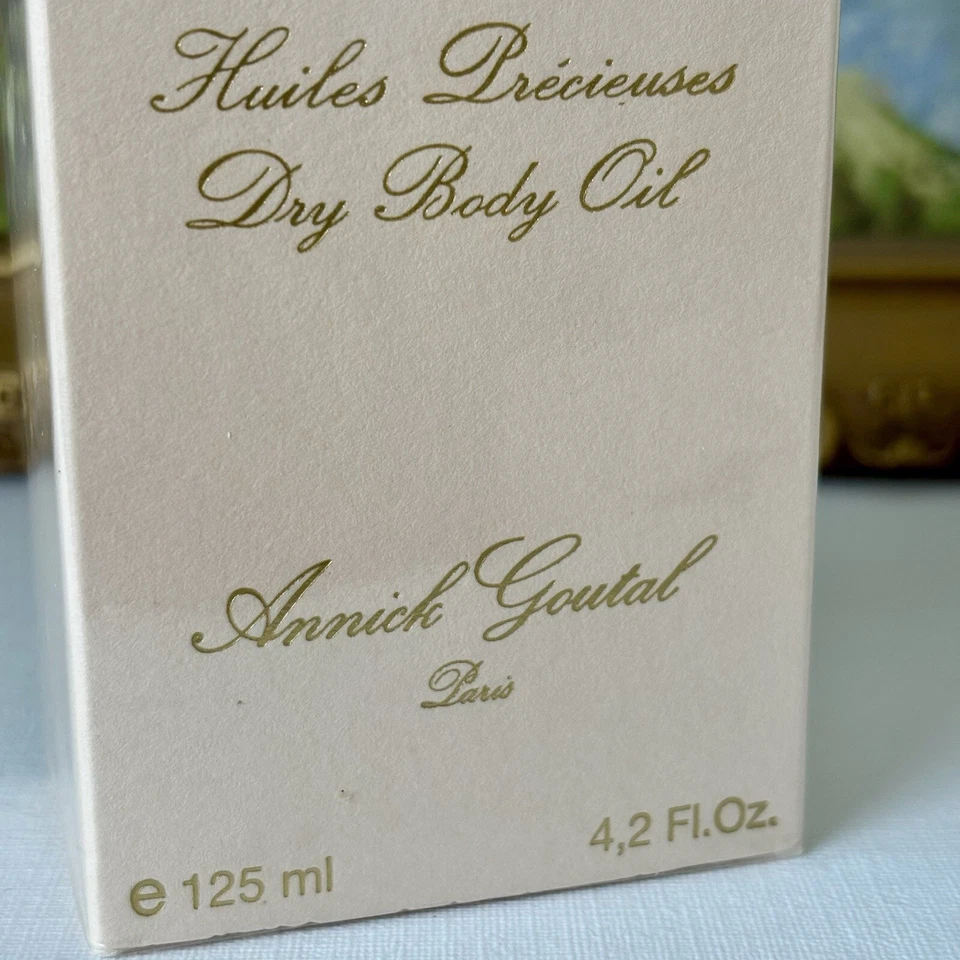 Huiles Précieuses
Dry Body Oil
Annick Goutal
Paris
e 125 ml
4,2 Fl.Oz.